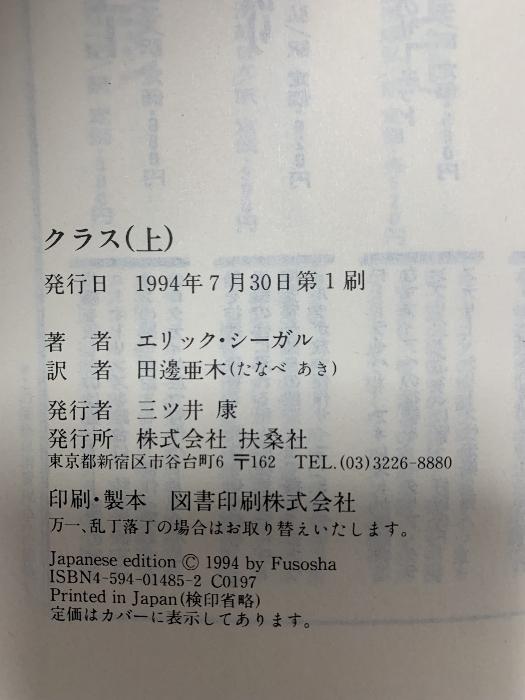 クラス(上)
発行日 1994年7月30日第1刷
著 者 エリック・シーガル
訳 者 田邊亜木(たなべ あき)
発行者 三ツ井 康
発行所 株式会社 扶桑社
東京都新宿区市谷台町6 〒162 TEL.(03)3226-8880
印刷・製本 図書印刷株式会社
万一、乱丁落丁の場合はお取り替えいたします。
Japanese edition © 1994 by Fusosha
ISBN4-594-01485-2 C0197
Printed in Japan(検印省略)
定価はカバーに表示してあります。